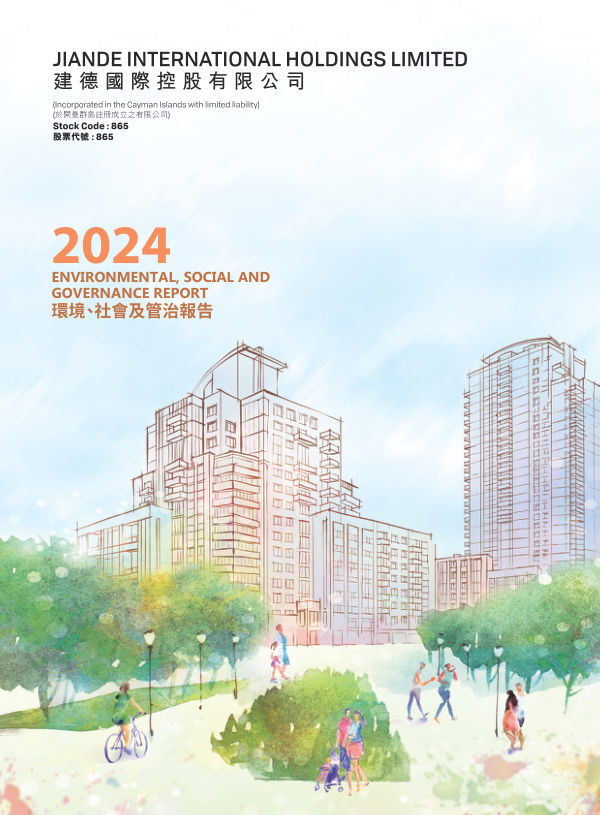 JIANDE INTERNATIONAL HOLDINGS LIMITED
建德國際控股有限公司
(Incorporated in the Cayman Islands with limited liability)
(於開曼群島註冊成立之有限公司)
Stock Code : 865
股票代號 : 865
2024
ENVIRONMENTAL, SOCIAL AND
GOVERNANCE REPORT
環境、社會及管治報告